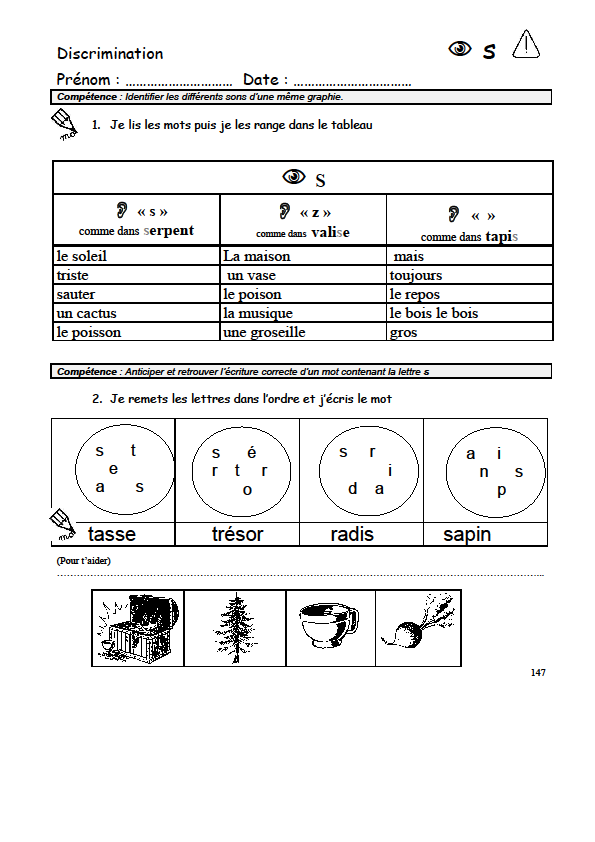 Discrimination
s
Prénom : ………………………… Date : ……………………………
Compétence : Identifier les différents sons d'une même graphie.
1. Je lis les mots puis je les range dans le tableau
S
« s » « z » « »
comme dans serpent comme dans valise comme dans tapis
le soleil La maison mais
triste un vase toujours
sauter le poison le repos
un cactus la musique le bois le bois
le poisson une groseille gros
Compétence : Anticiper et retrouver l'écriture correcte d'un mot contenant la lettre s
2. Je remets les lettres dans l'ordre et j'écris le mot
s t s é s r a i
e r t r i n s
a s o d a p
tasse trésor radis sapin
(Pour t'aider)
147